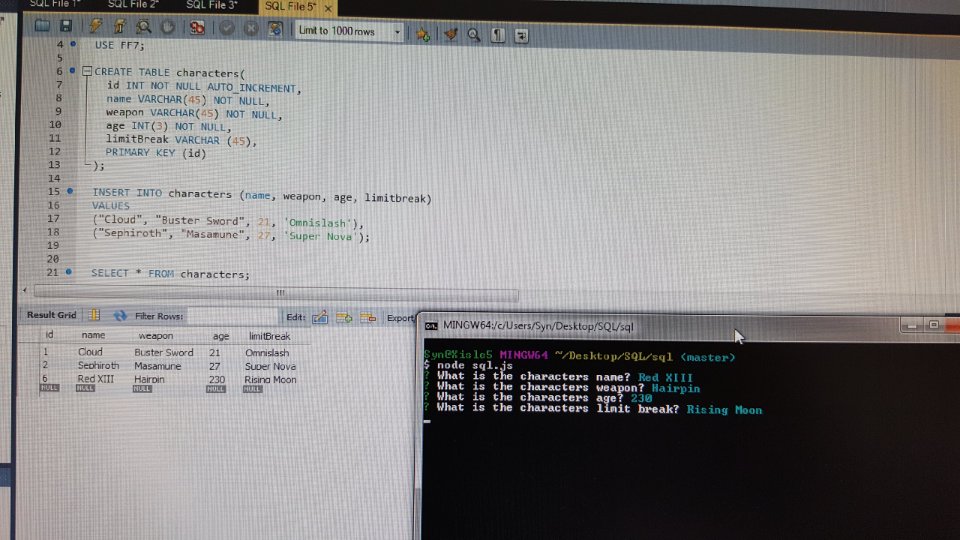 SQL File 1* SQL File 2* SQL File 3* SQL File 5* ×
Limit to 1000 rows
4 USE FF7;
5
6 CREATE TABLE characters(
7 id INT NOT NULL AUTO_INCREMENT,
8 name VARCHAR(45) NOT NULL,
9 weapon VARCHAR(45) NOT NULL,
10 age INT(3) NOT NULL,
11 limitBreak VARCHAR (45),
12 PRIMARY KEY (id)
13 );
14
15 INSERT INTO characters (name, weapon, age, limitbreak)
16 VALUES
17 ("Cloud", "Buster Sword", 21, 'Omnislash'),
18 ("Sephiroth", "Masamune", 27, 'Super Nova');
19
20
21 SELECT * FROM characters;
Result Grid Filter Rows: Edit: Export
id name weapon age limitBreak
1 Cloud Buster Sword 21 Omnislash
2 Sephiroth Masamune 27 Super Nova
6 Red XIII Hairpin 230 Rising Moon
NULL NULL NULL NULL NULL
MINGW64:/c/Users/Syn/Desktop/SQL/sql
Syn@Xiole5 MINGW64 ~/Desktop/SQL/sql (master)
$ node sql.js
? What is the characters name? Red XIII
? What is the characters weapon? Hairpin
? What is the characters age? 230
? What is the characters limit break? Rising Moon